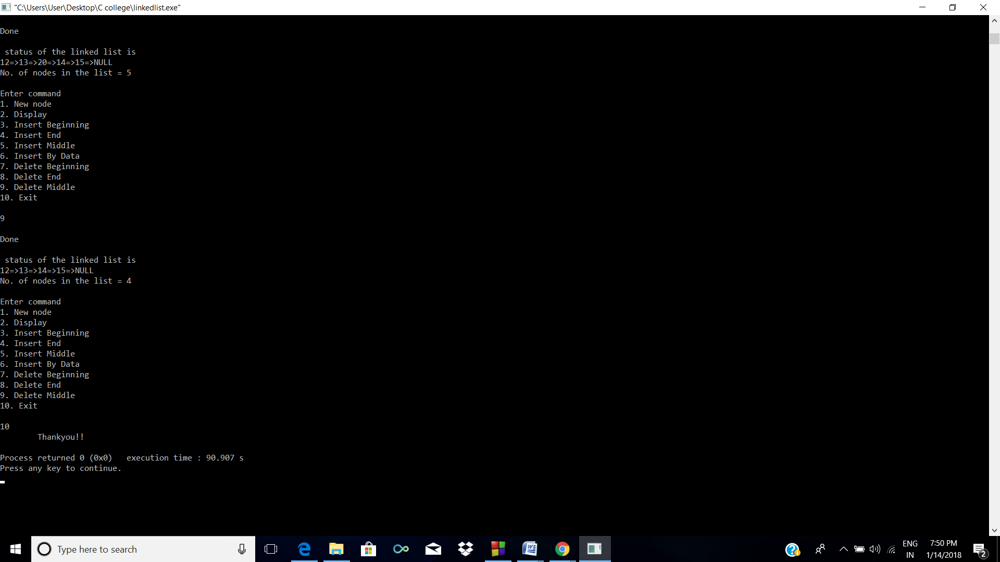 "C:\Users\User\Desktop\C college\linkedlist.exe"
Done
status of the linked list is
12=>13=>20=>14=>15=>NULL
No. of nodes in the list = 5
Enter command
1. New node
2. Display
3. Insert Beginning
4. Insert End
5. Insert Middle
6. Insert By Data
7. Delete Beginning
8. Delete End
9. Delete Middle
10. Exit
9
Done
status of the linked list is
12=>13=>14=>15=>NULL
No. of nodes in the list = 4
Enter command
1. New node
2. Display
3. Insert Beginning
4. Insert End
5. Insert Middle
6. Insert By Data
7. Delete Beginning
8. Delete End
9. Delete Middle
10. Exit
10
Thankyou!!
Process returned 0 (0x0)   execution time : 90.907 s
Press any key to continue.
Type here to search
ENG
IN
7:50 PM
1/14/2018
2